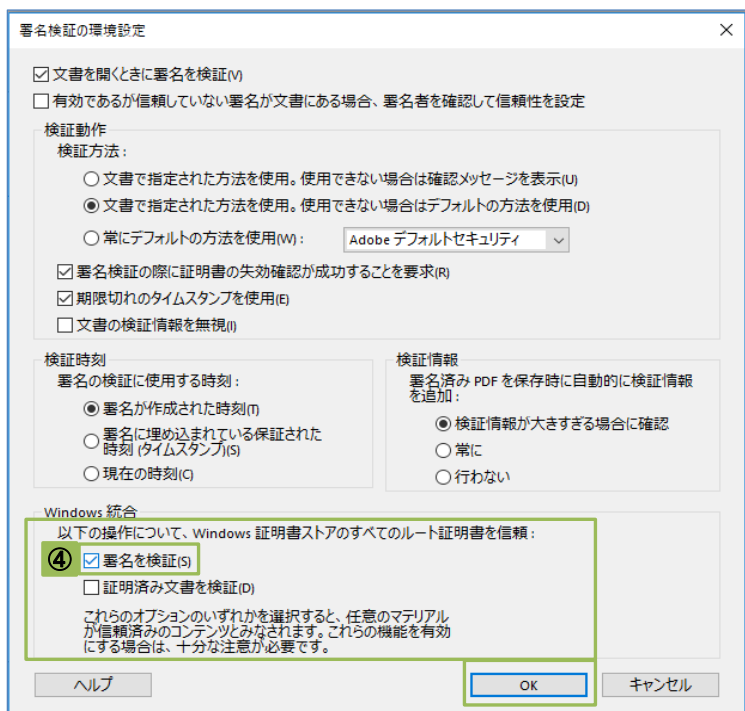 署名検証の環境設定
文書を開くときに署名を検証(V)
有効であるが信頼していない署名が文書にある場合、署名者を確認して信頼性を設定
検証動作
検証方法:
文書で指定された方法を使用。使用できない場合は確認メッセージを表示(U)
文書で指定された方法を使用。使用できない場合はデフォルトの方法を使用(D)
常にデフォルトの方法を使用(W): Adobe デフォルトセキュリティ
署名検証の際に証明書の失効確認が成功することを要求(R)
期限切れのタイムスタンプを使用(E)
文書の検証情報を無視(I)
検証時刻
署名の検証に使用する時刻:
署名が作成された時刻(T)
署名に埋め込まれている保証された
時刻 (タイムスタンプ)(S)
現在の時刻(C)
検証情報
署名済み PDF を保存時に自動的に検証情報
を追加:
検証情報が大きすぎる場合に確認
常に
行わない
Windows 統合
以下の操作について、Windows 証明書ストアのすべてのルート証明書を信頼:
④ 署名を検証(S)
証明済み文書を検証(D)
これらのオプションのいずれかを選択すると、任意のマテリアル
が信頼済みのコンテンツとみなされます。これらの機能を有効
にする場合は、十分な注意が必要です。
ヘルプ OK キャンセル